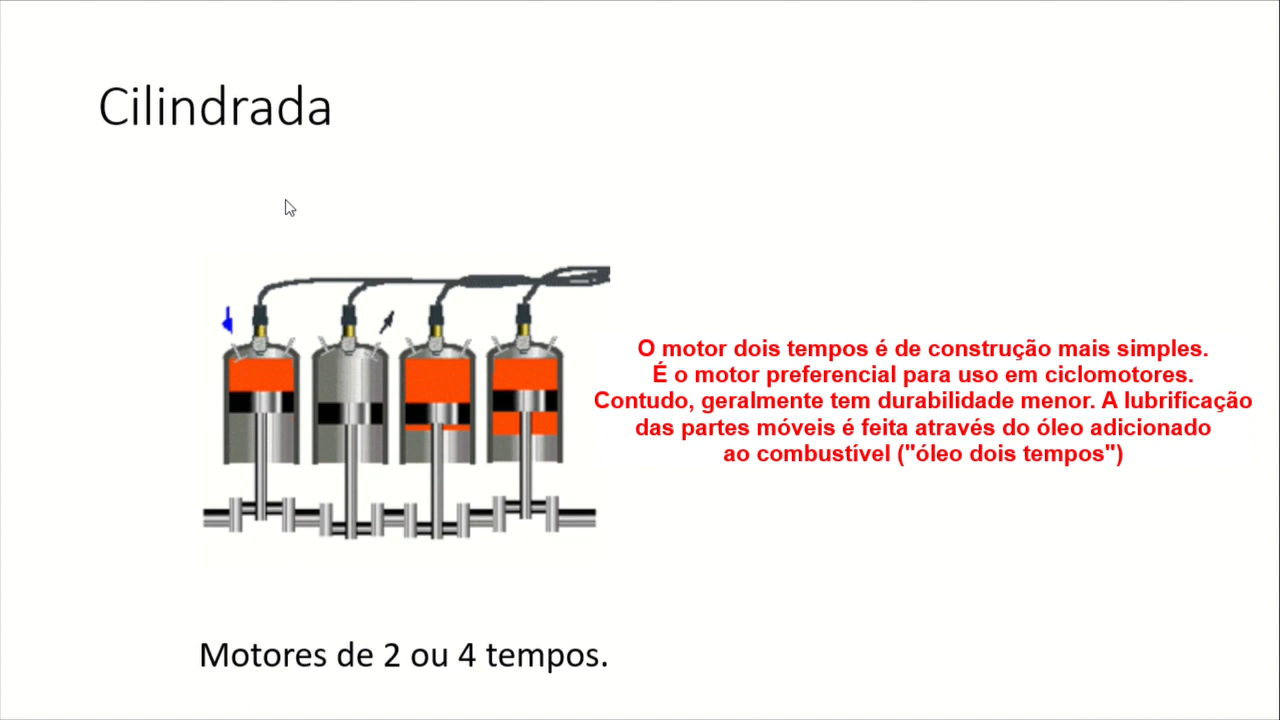 Cilindrada
O motor dois tempos é de construção mais simples.
É o motor preferencial para uso em ciclomotores.
Contudo, geralmente tem durabilidade menor. A lubrificação
das partes móveis é feita através do óleo adicionado
ao combustível ("óleo dois tempos")
Motores de 2 ou 4 tempos.